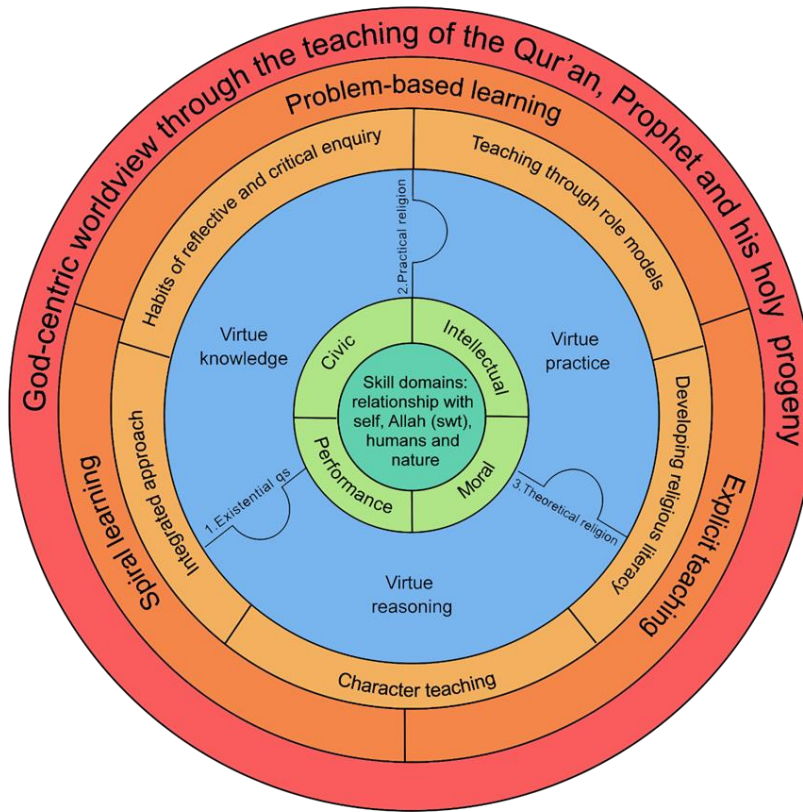 God-centric worldview through the teaching of the Qur’an, Prophet and his holy progeny
Problem-based learning
Explicit teaching
Spiral learning
Habits of reflective and critical enquiry
Teaching through role models
Developing religious literacy
Character teaching
Integrated approach
2.Practical religion
Virtue
knowledge
Virtue
practice
Virtue
reasoning
1.Existential qs
3.Theoretical religion
Civic
Intellectual
Moral
Performance
Skill domains:
relationship with
self, Allah (swt),
humans and
nature